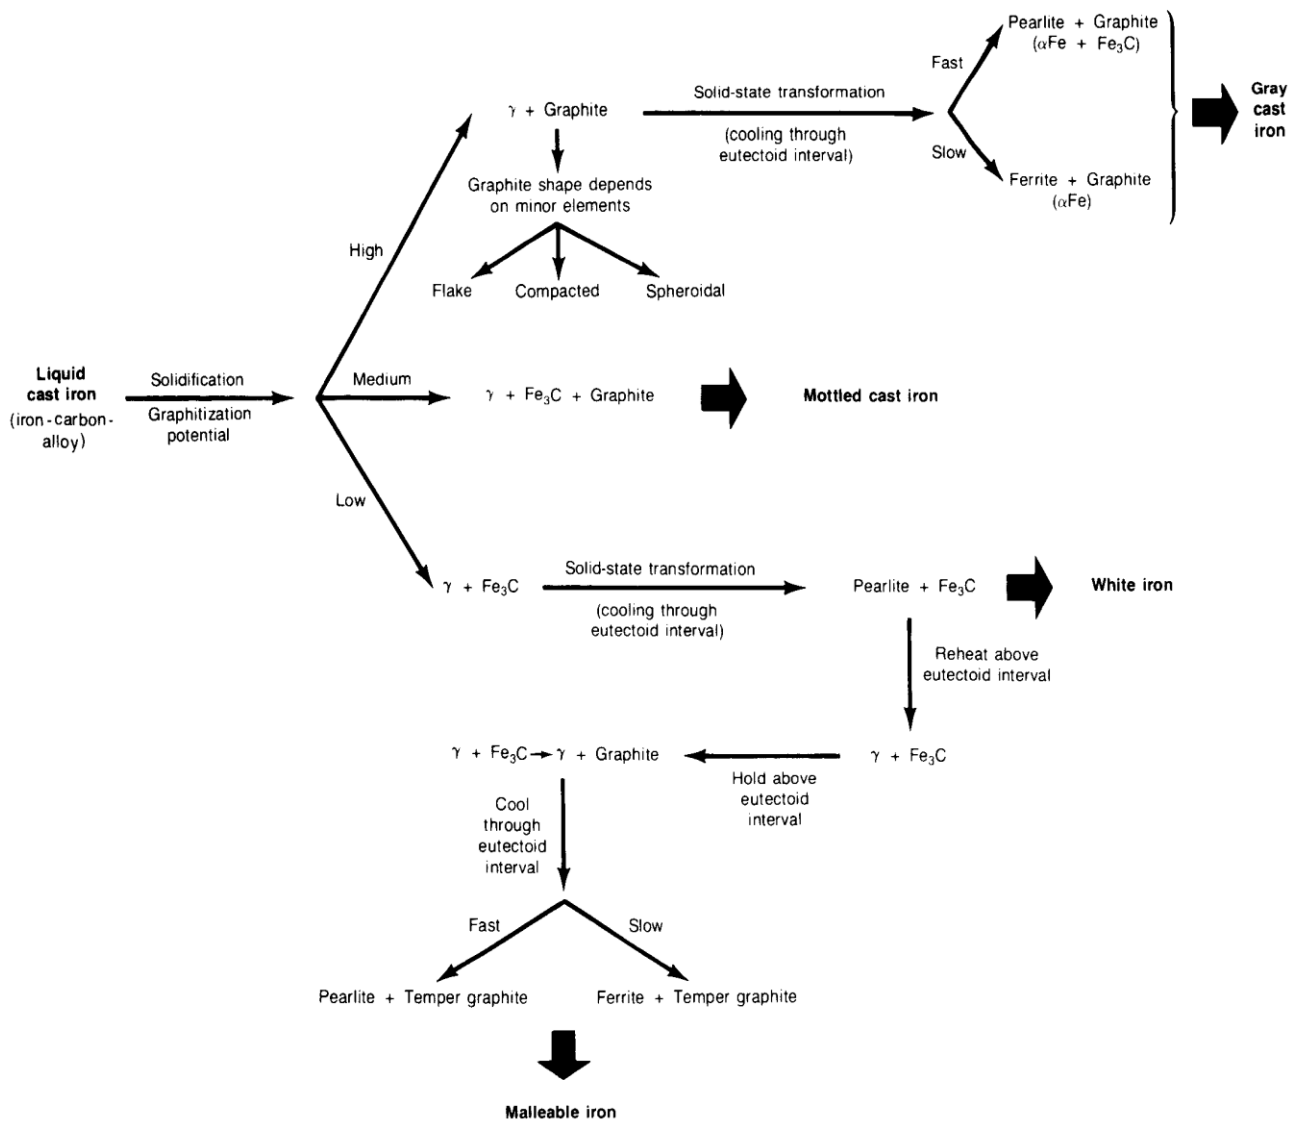 Pearlite + Graphite
(αFe + Fe₃C)
Fast
Solid-state transformation
γ + Graphite
(cooling through
eutectoid interval)
Gray
cast
iron
Slow
Ferrite + Graphite
(αFe)
Graphite shape depends
on minor elements
High
Flake
Compacted
Spheroidal
Liquid
cast iron
(iron-carbon-
alloy)
Solidification
Graphitization
potential
Medium
γ + Fe₃C + Graphite
Mottled cast iron
Low
γ + Fe₃C
Solid-state transformation
(cooling through
eutectoid interval)
Pearlite + Fe₃C
White iron
Reheat above
eutectoid interval
γ + Fe₃C → γ + Graphite
γ + Fe₃C
Hold above
eutectoid
interval
Cool
through
eutectoid
interval
Fast
Slow
Pearlite + Temper graphite
Ferrite + Temper graphite
Malleable iron